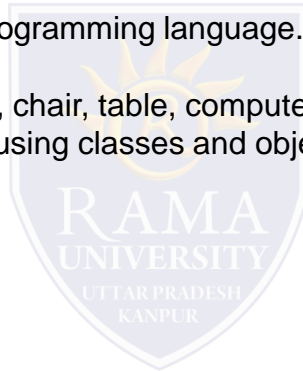 ogramming language.
, chair, table, compute
using classes and obje
RAMA
UNIVERSITY
UTTAR PRADESH
KANPUR